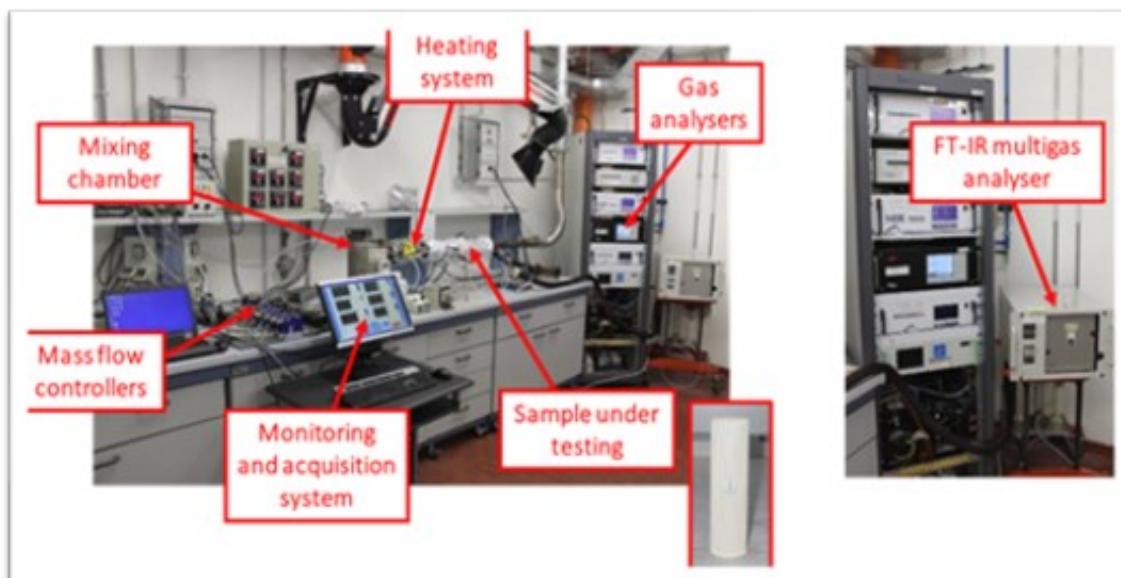 Heating
system
Gas
analysers
Mixing
chamber
FT-IR multigas
analyser
Mass flow
controllers
Monitoring
and acquisition
system
Sample under
testing